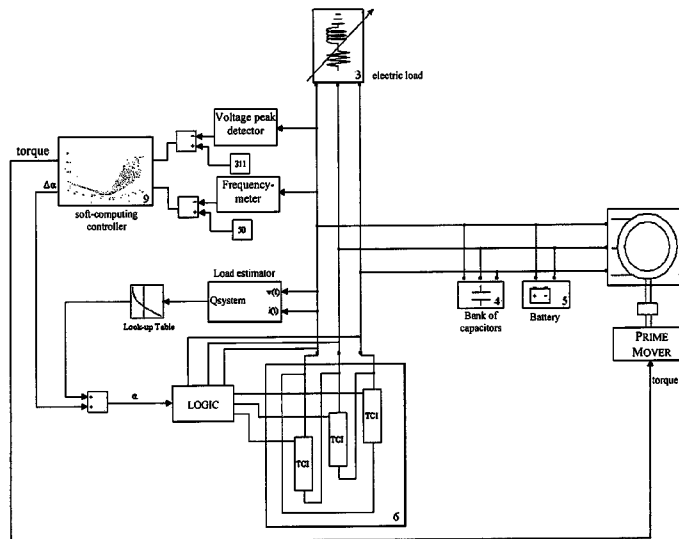 3
electric load
Voltage peak
detector
311
torque
Δα
9
soft-computing
controller
Frequency-
meter
50
Load estimator
Qsystem
v(t)
i(t)
Look-up Table
4
Bank of
capacitors
5
Battery
PRIME
MOVER
torque
α
LOGIC
TCI
TCI
TCI
6